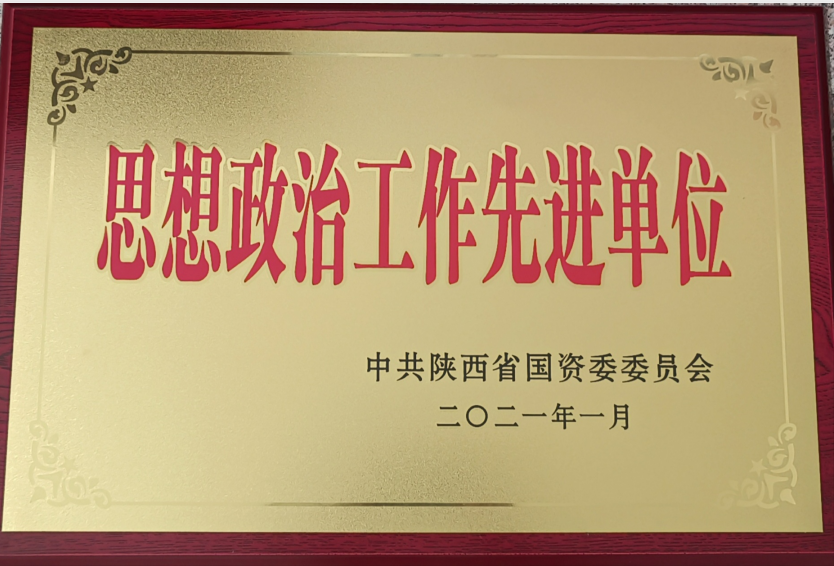 思想政治工作先进单位
中共陕西省国资委委员会
二〇二一年一月